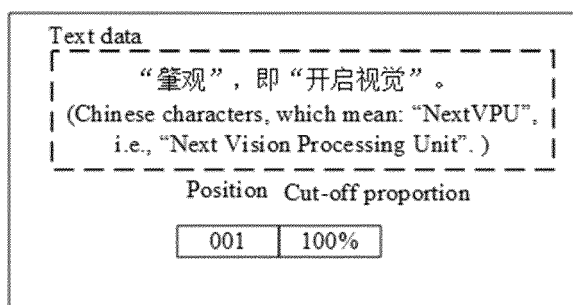 Text data
“肇观”，即“开启视觉”。
(Chinese characters, which mean: “NextVPU”,
i.e., “Next Vision Processing Unit”. )
Position Cut-off proportion
001 100%